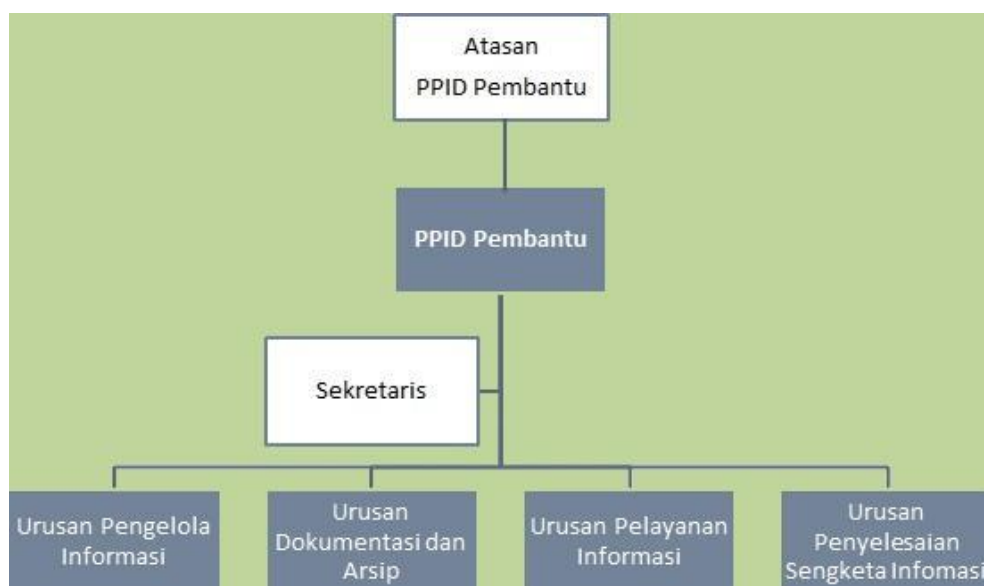 Atasan
PPID Pembantu
PPID Pembantu
Sekretaris
Urusan Pengelola
Informasi
Urusan
Dokumentasi dan
Arsip
Urusan Pelayanan
Informasi
Urusan
Penyelesaian
Sengketa Infomasi